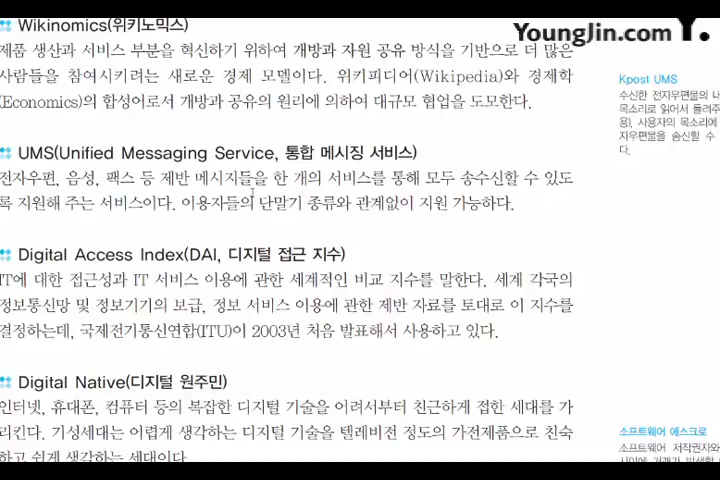 Wikinomics(위키노믹스)
YoungJin.com Y.
제품 생산과 서비스 부분을 혁신하기 위하여 개방과 자원 공유 방식을 기반으로 더 많은
사람들을 참여시키려는 새로운 경제 모델이다. 위키피디어(Wikipedia)와 경제학
(Economics)의 합성어로서 개방과 공유의 원리에 의하여 대규모 협업을 도모한다.
Kpost UMS
수신한 전자우편물의 내
목소리로 읽어서 들려주
용), 사용자의 목소리에
자우편물을 송신할 수
다.
UMS(Unified Messaging Service, 통합 메시징 서비스)
전자우편, 음성, 팩스 등 제반 메시지들을 한 개의 서비스를 통해 모두 송수신할 수 있도
록 지원해 주는 서비스이다. 이용자들의 단말기 종류와 관계없이 지원 가능하다.
Digital Access Index(DAI, 디지털 접근 지수)
IT에 대한 접근성과 IT 서비스 이용에 관한 세계적인 비교 지수를 말한다. 세계 각국의
정보통신망 및 정보기기의 보급, 정보 서비스 이용에 관한 제반 자료를 토대로 이 지수를
결정하는데, 국제전기통신연합(ITU)이 2003년 처음 발표해서 사용하고 있다.
Digital Native(디지털 원주민)
인터넷, 휴대폰, 컴퓨터 등의 복잡한 디지털 기술을 어려서부터 친근하게 접한 세대를 가
리킨다. 기성세대는 어렵게 생각하는 디지털 기술을 텔레비전 정도의 가전제품으로 친숙
하고 쉽게 생각하는 세대이다
소프트웨어 에스크로
소프트웨어 저작권자와